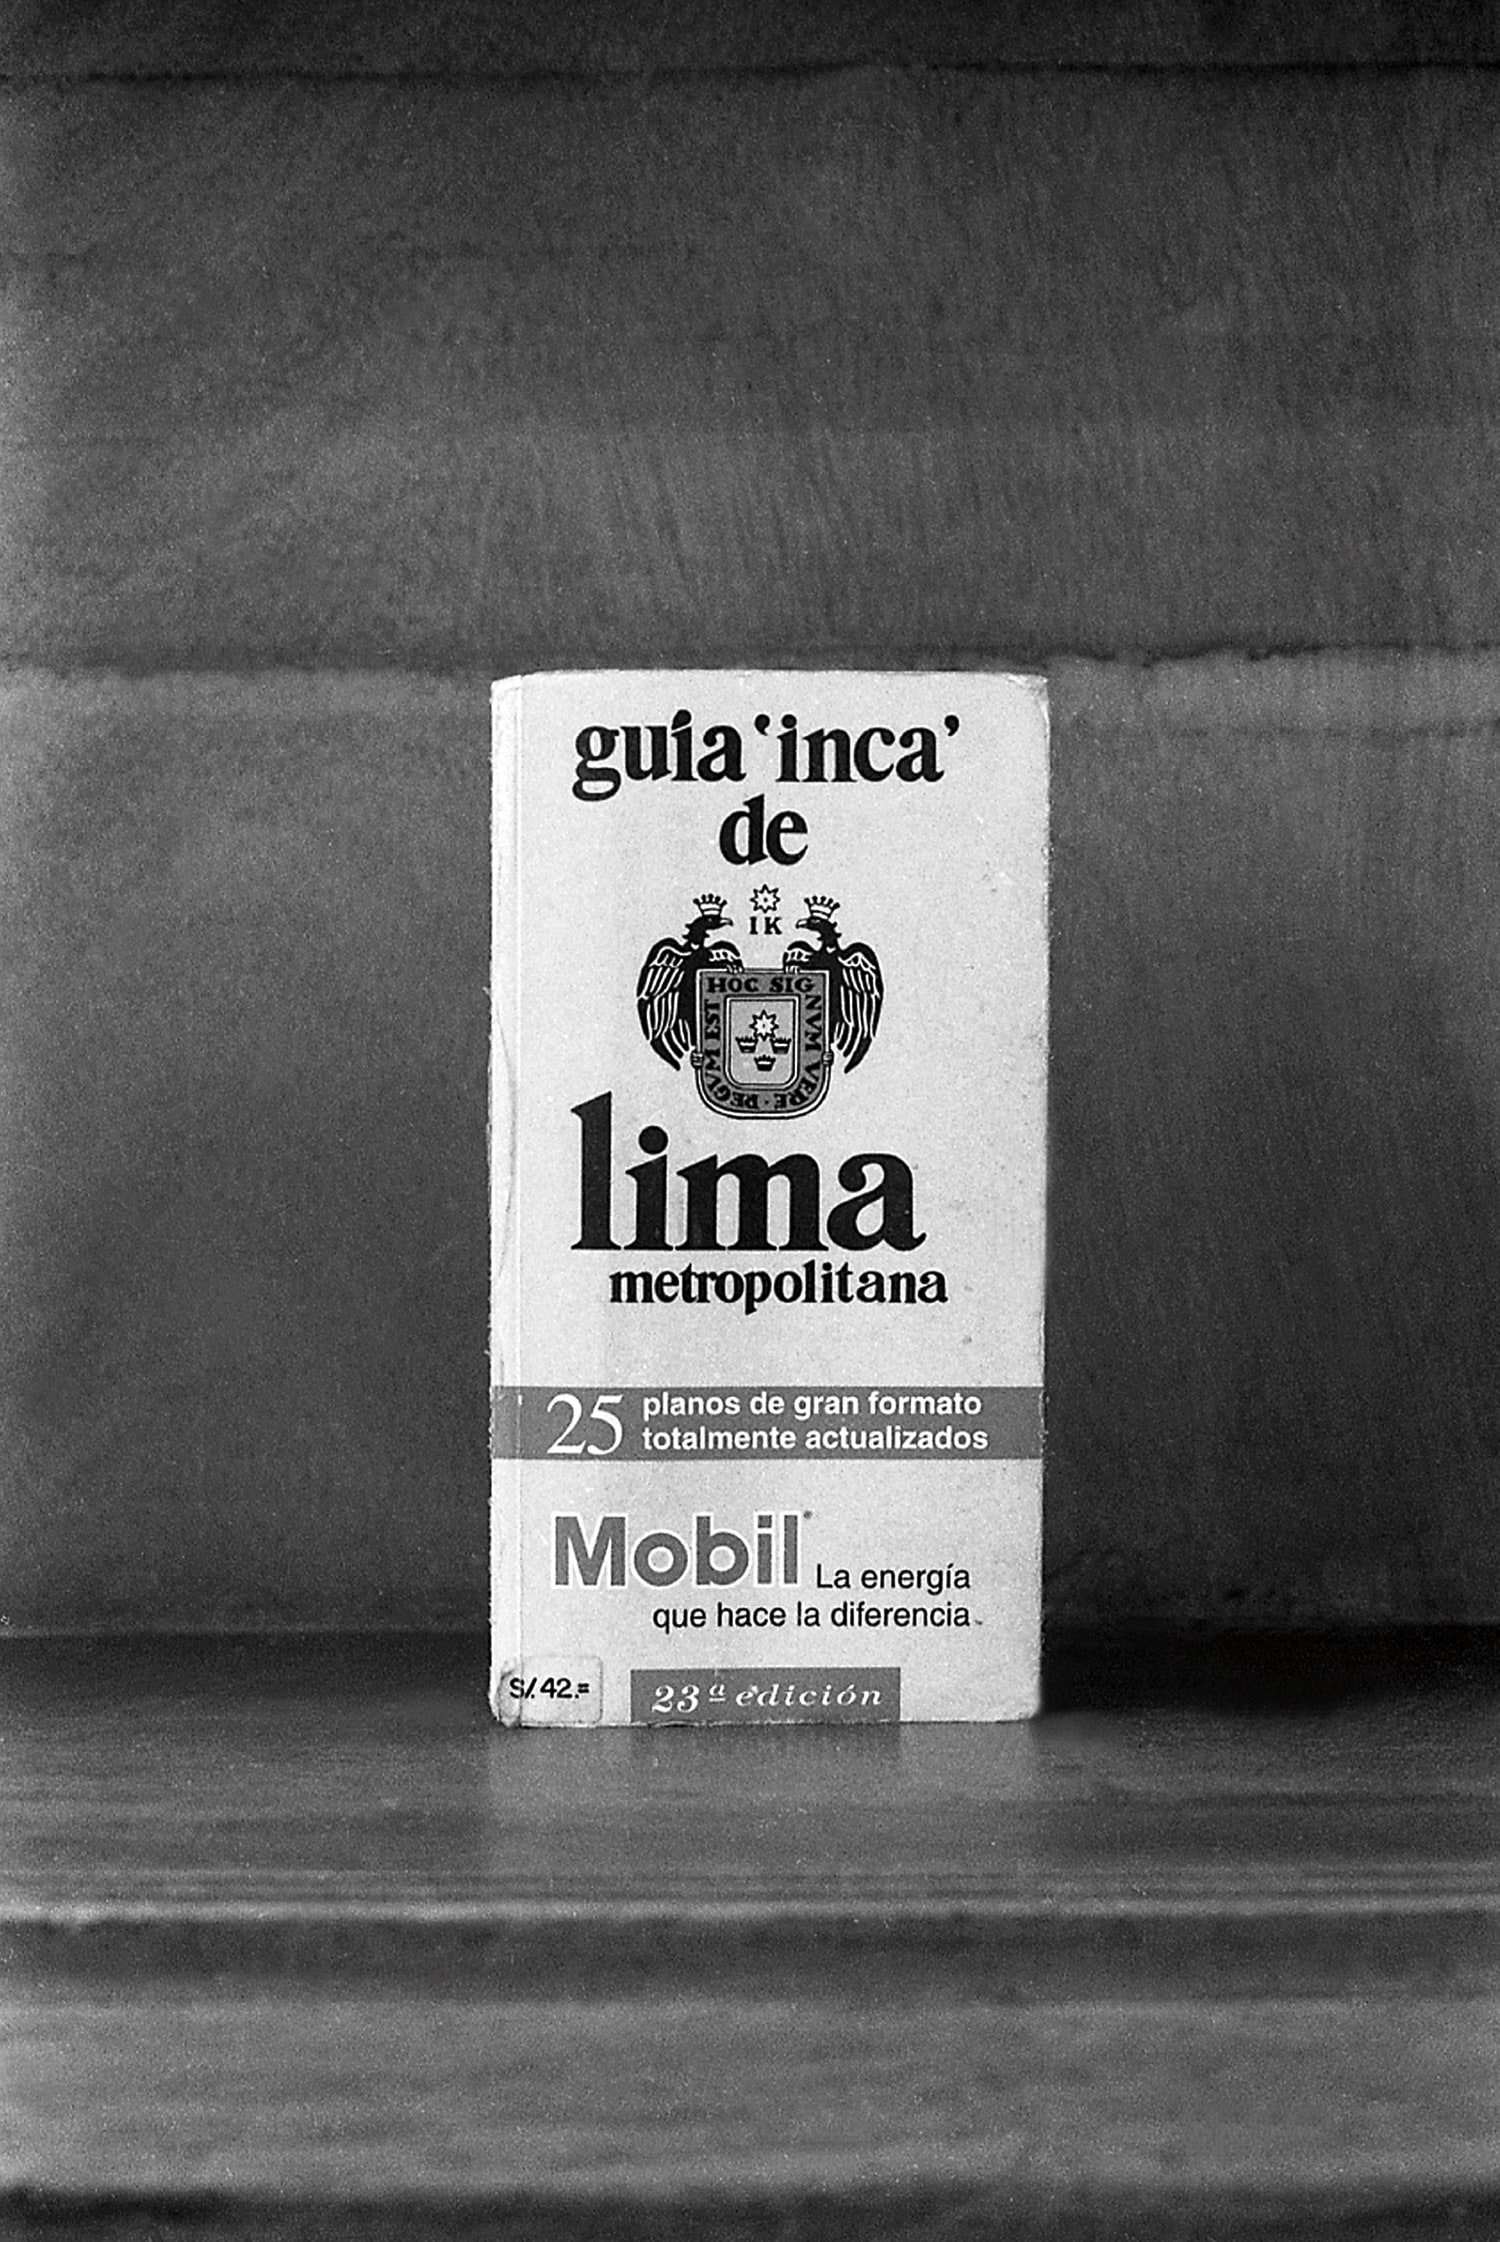 guía ‘inca’
de
I K
HOC SIG
NVM VERE REGVM EST
lima
metropolitana
25 planos de gran formato
totalmente actualizados
Mobil La energía
que hace la diferencia
S/. 42.=
23ª edición